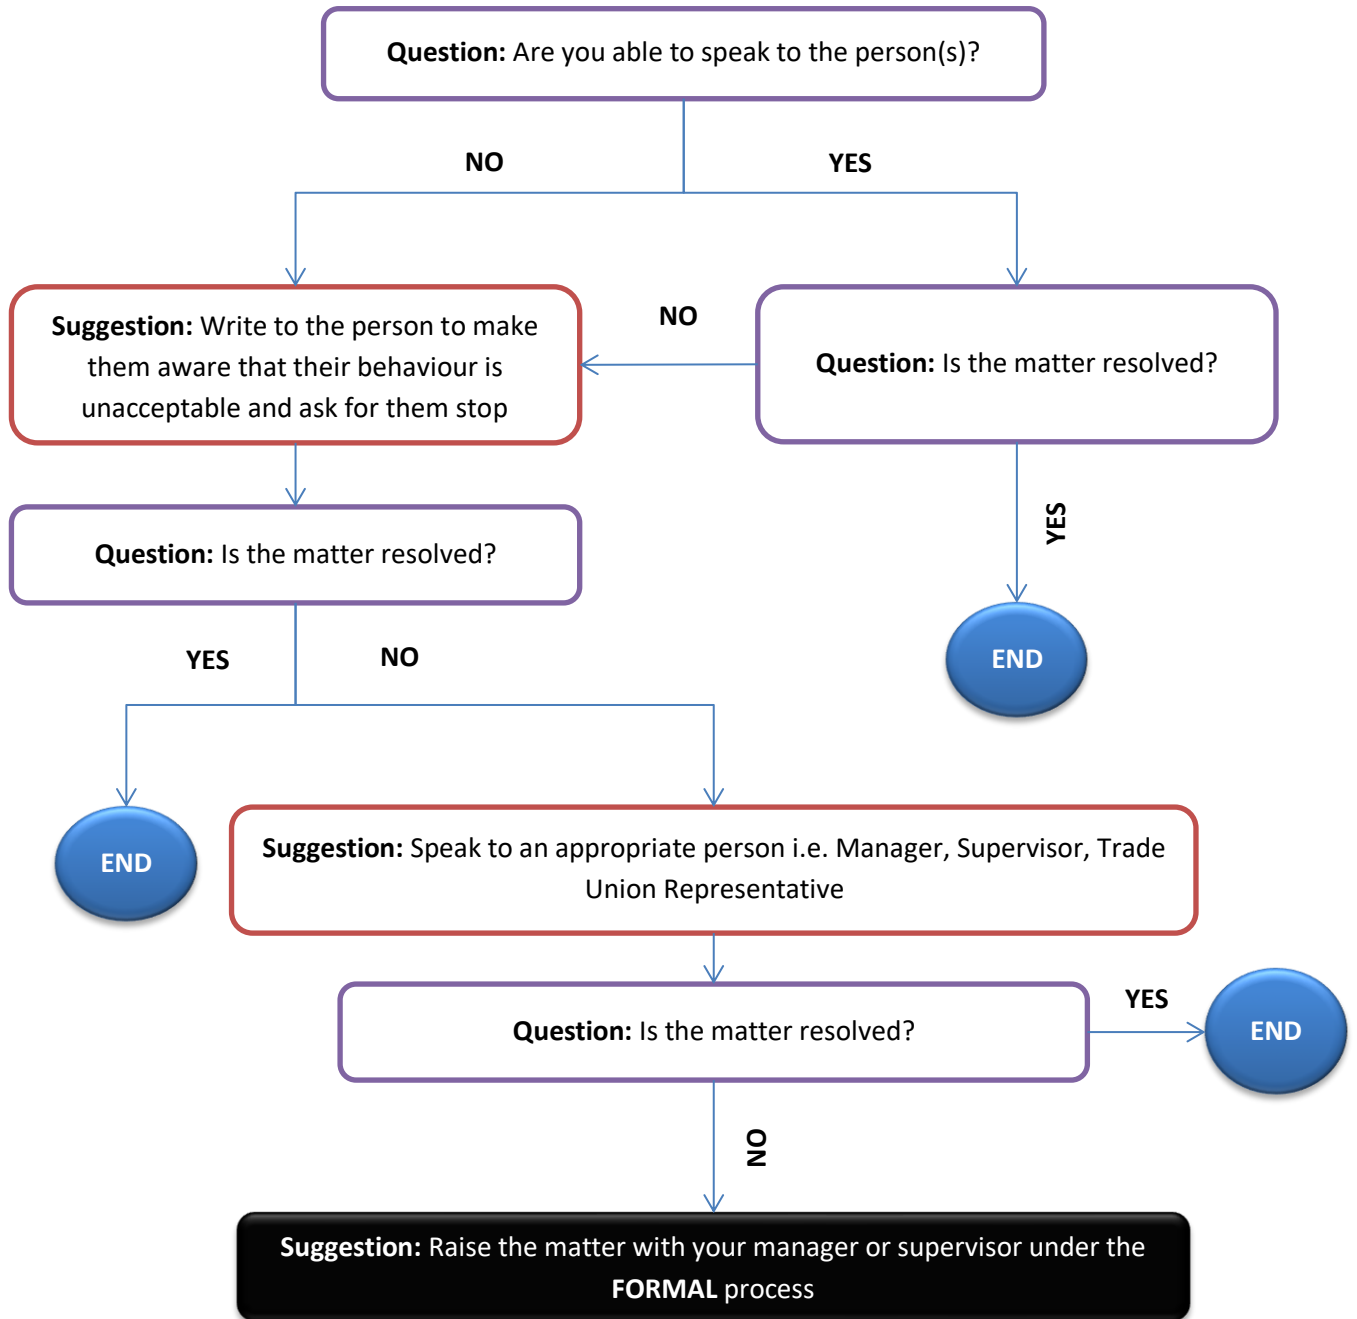 Question: Are you able to speak to the person(s)?
NO
YES
Suggestion: Write to the person to make
them aware that their behaviour is
unacceptable and ask for them stop
NO
Question: Is the matter resolved?
Question: Is the matter resolved?
YES
YES
NO
END
END
Suggestion: Speak to an appropriate person i.e. Manager, Supervisor, Trade
Union Representative
Question: Is the matter resolved?
YES
END
NO
Suggestion: Raise the matter with your manager or supervisor under the
FORMAL process